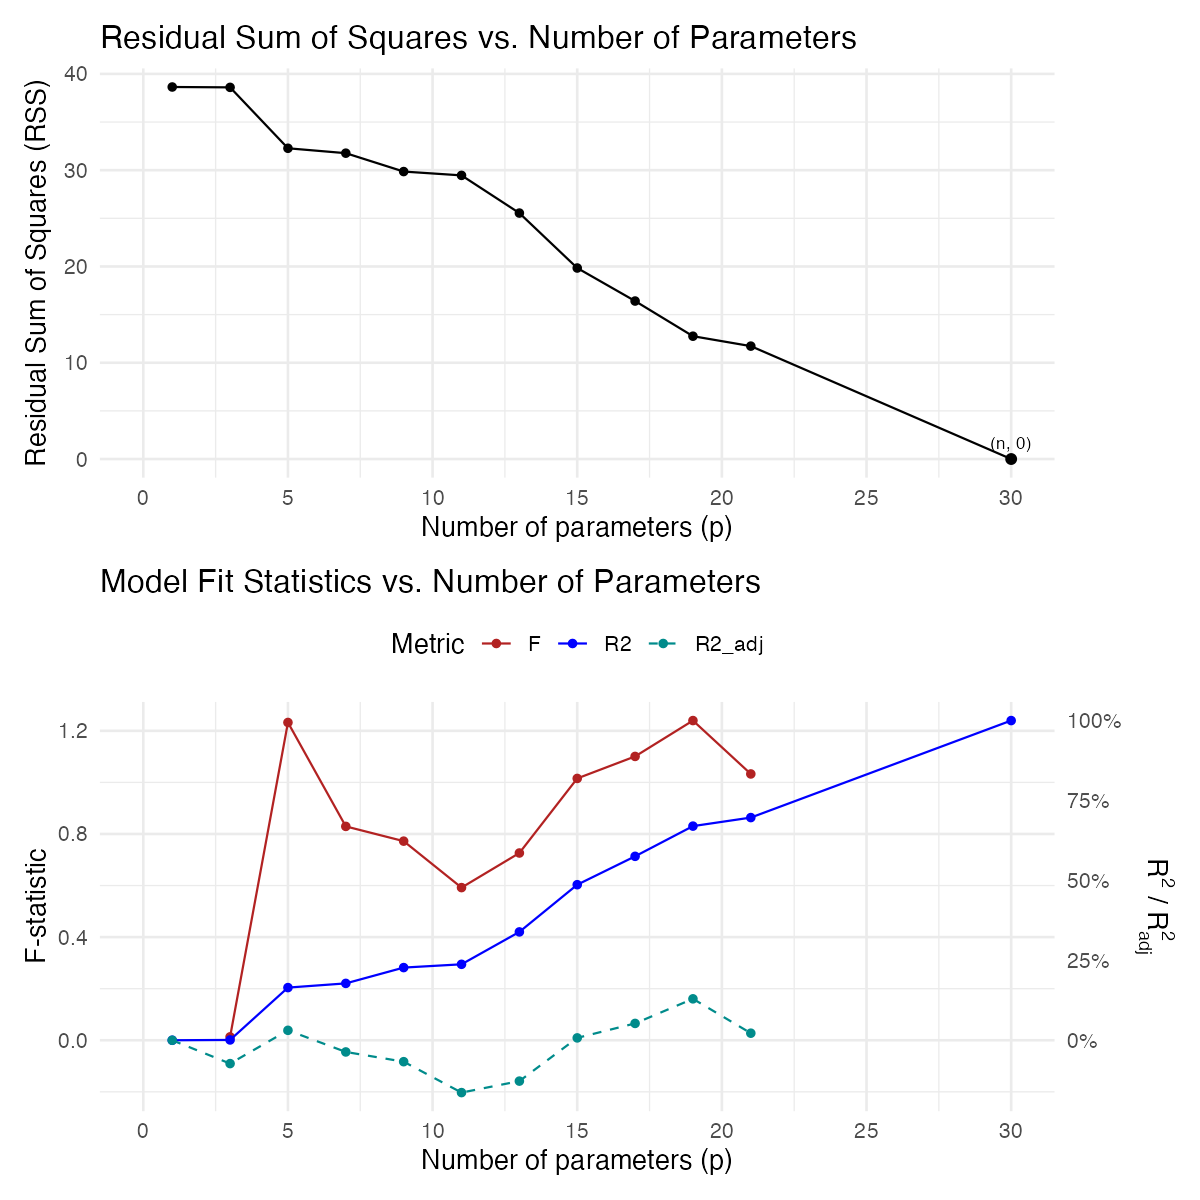 Residual Sum of Squares vs. Number of Parameters
Residual Sum of Squares (RSS)
40
30
20
10
0
(n, 0)
0 5 10 15 20 25 30
Number of parameters (p)
Model Fit Statistics vs. Number of Parameters
Metric F R2 R2_adj
F-statistic
1.2
0.8
0.4
0.0
100%
75%
50%
25%
0%
R² / R²adj
0 5 10 15 20 25 30
Number of parameters (p)